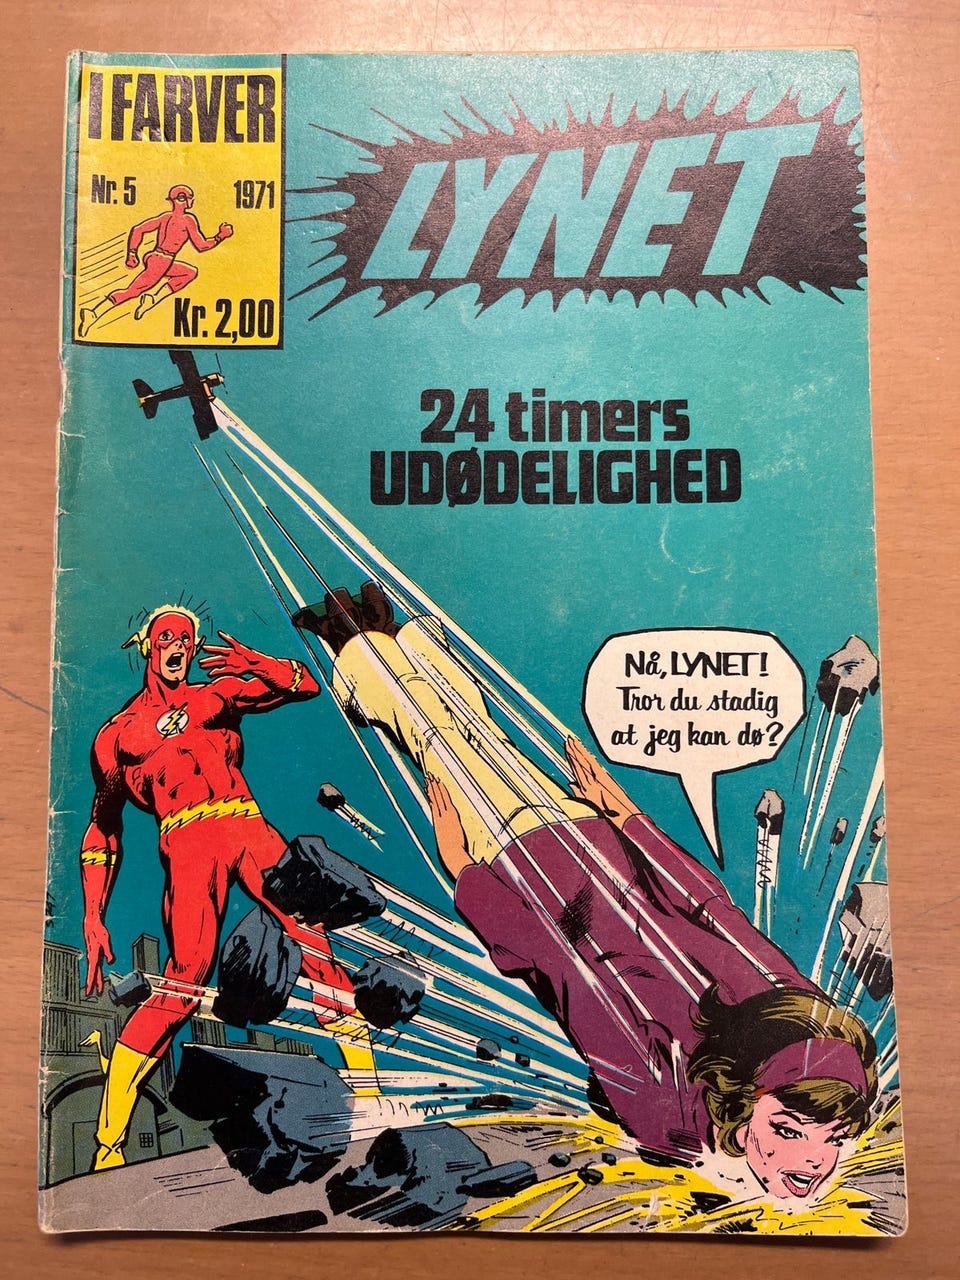 I FARVER
Nr. 5 1971
Kr. 2,00
LYNET
24 timers
UDØDELIGHED
Nå, LYNET!
Tror du stadig
at jeg kan dø?